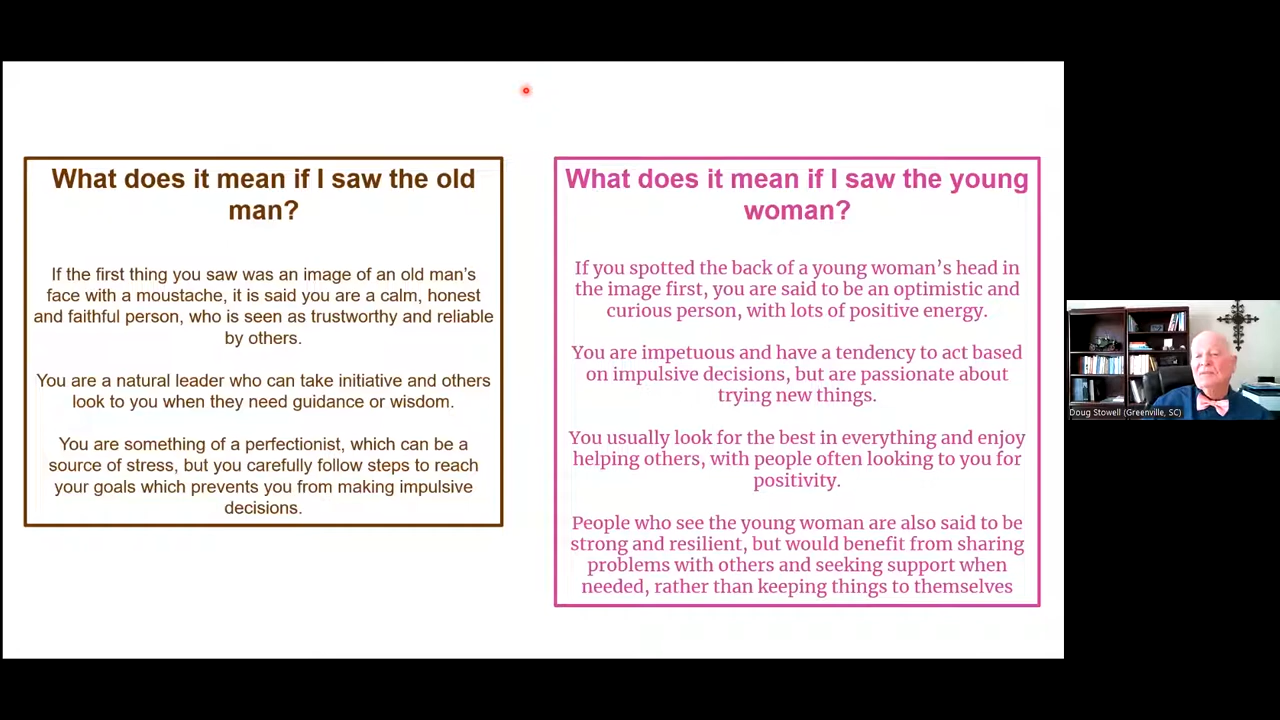 What does it mean if I saw the old
man?
If the first thing you saw was an image of an old man's
face with a moustache, it is said you are a calm, honest
and faithful person, who is seen as trustworthy and reliable
by others.
You are a natural leader who can take initiative and others
look to you when they need guidance or wisdom.
You are something of a perfectionist, which can be a
source of stress, but you carefully follow steps to reach
your goals which prevents you from making impulsive
decisions.
What does it mean if I saw the young
woman?
If you spotted the back of a young woman's head in
the image first, you are said to be an optimistic and
curious person, with lots of positive energy.
You are impetuous and have a tendency to act based
on impulsive decisions, but are passionate about
trying new things.
You usually look for the best in everything and enjoy
helping others, with people often looking to you for
positivity.
People who see the young woman are also said to be
strong and resilient, but would benefit from sharing
problems with others and seeking support when
needed, rather than keeping things to themselves
Doug Stowell (Greenville, SC)